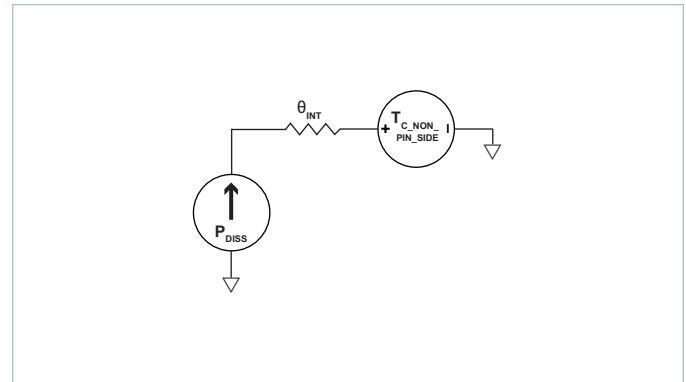 θINT
+ TC_NON_ I
PIN_SIDE
PDISS